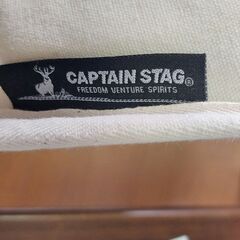 CAPTAIN STAG®
FREEDOM VENTURE SPIRITS